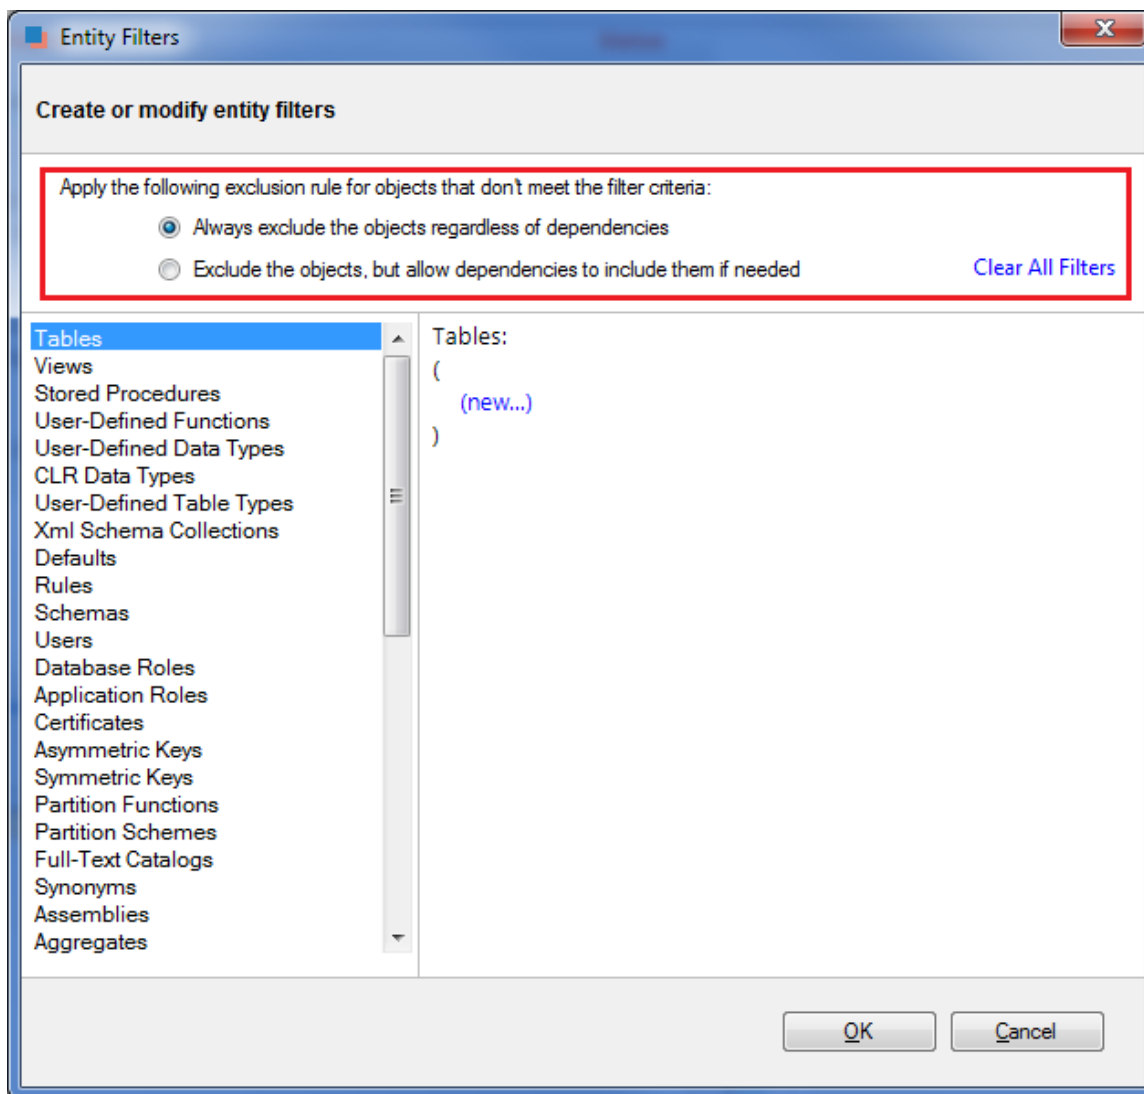 Entity Filters
Create or modify entity filters
Apply the following exclusion rule for objects that don't meet the filter criteria:
Always exclude the objects regardless of dependencies
Exclude the objects, but allow dependencies to include them if needed
Clear All Filters
Tables
Views
Stored Procedures
User-Defined Functions
User-Defined Data Types
CLR Data Types
User-Defined Table Types
Xml Schema Collections
Defaults
Rules
Schemas
Users
Database Roles
Application Roles
Certificates
Asymmetric Keys
Symmetric Keys
Partition Functions
Partition Schemes
Full-Text Catalogs
Synonyms
Assemblies
Aggregates
Tables:
(
(new...)
)
OK
Cancel